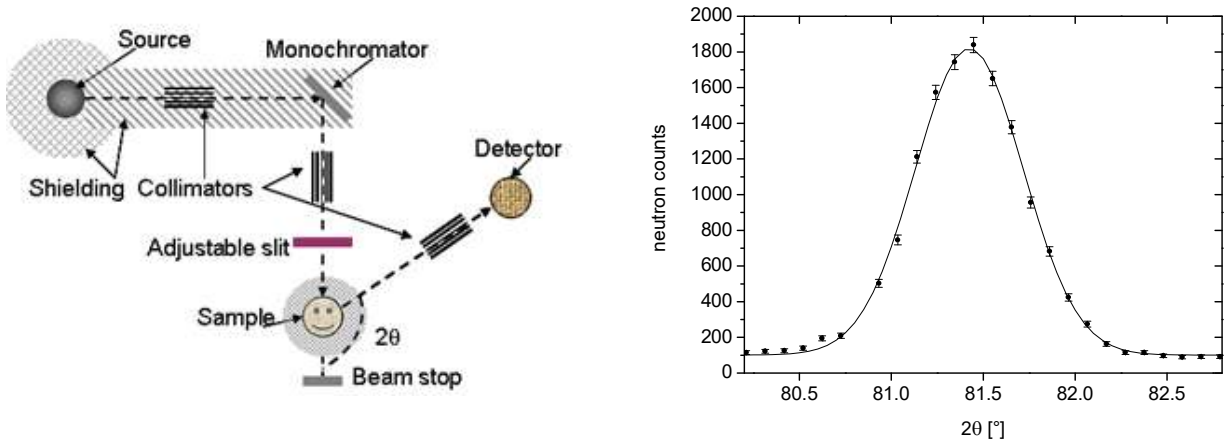 Source
Monochromator
Shielding
Collimators
Detector
Adjustable slit
Sample
2θ
Beam stop
2000
1800
1600
1400
1200
1000
800
600
400
200
0
neutron counts
80.5 81.0 81.5 82.0 82.5
2θ [°]